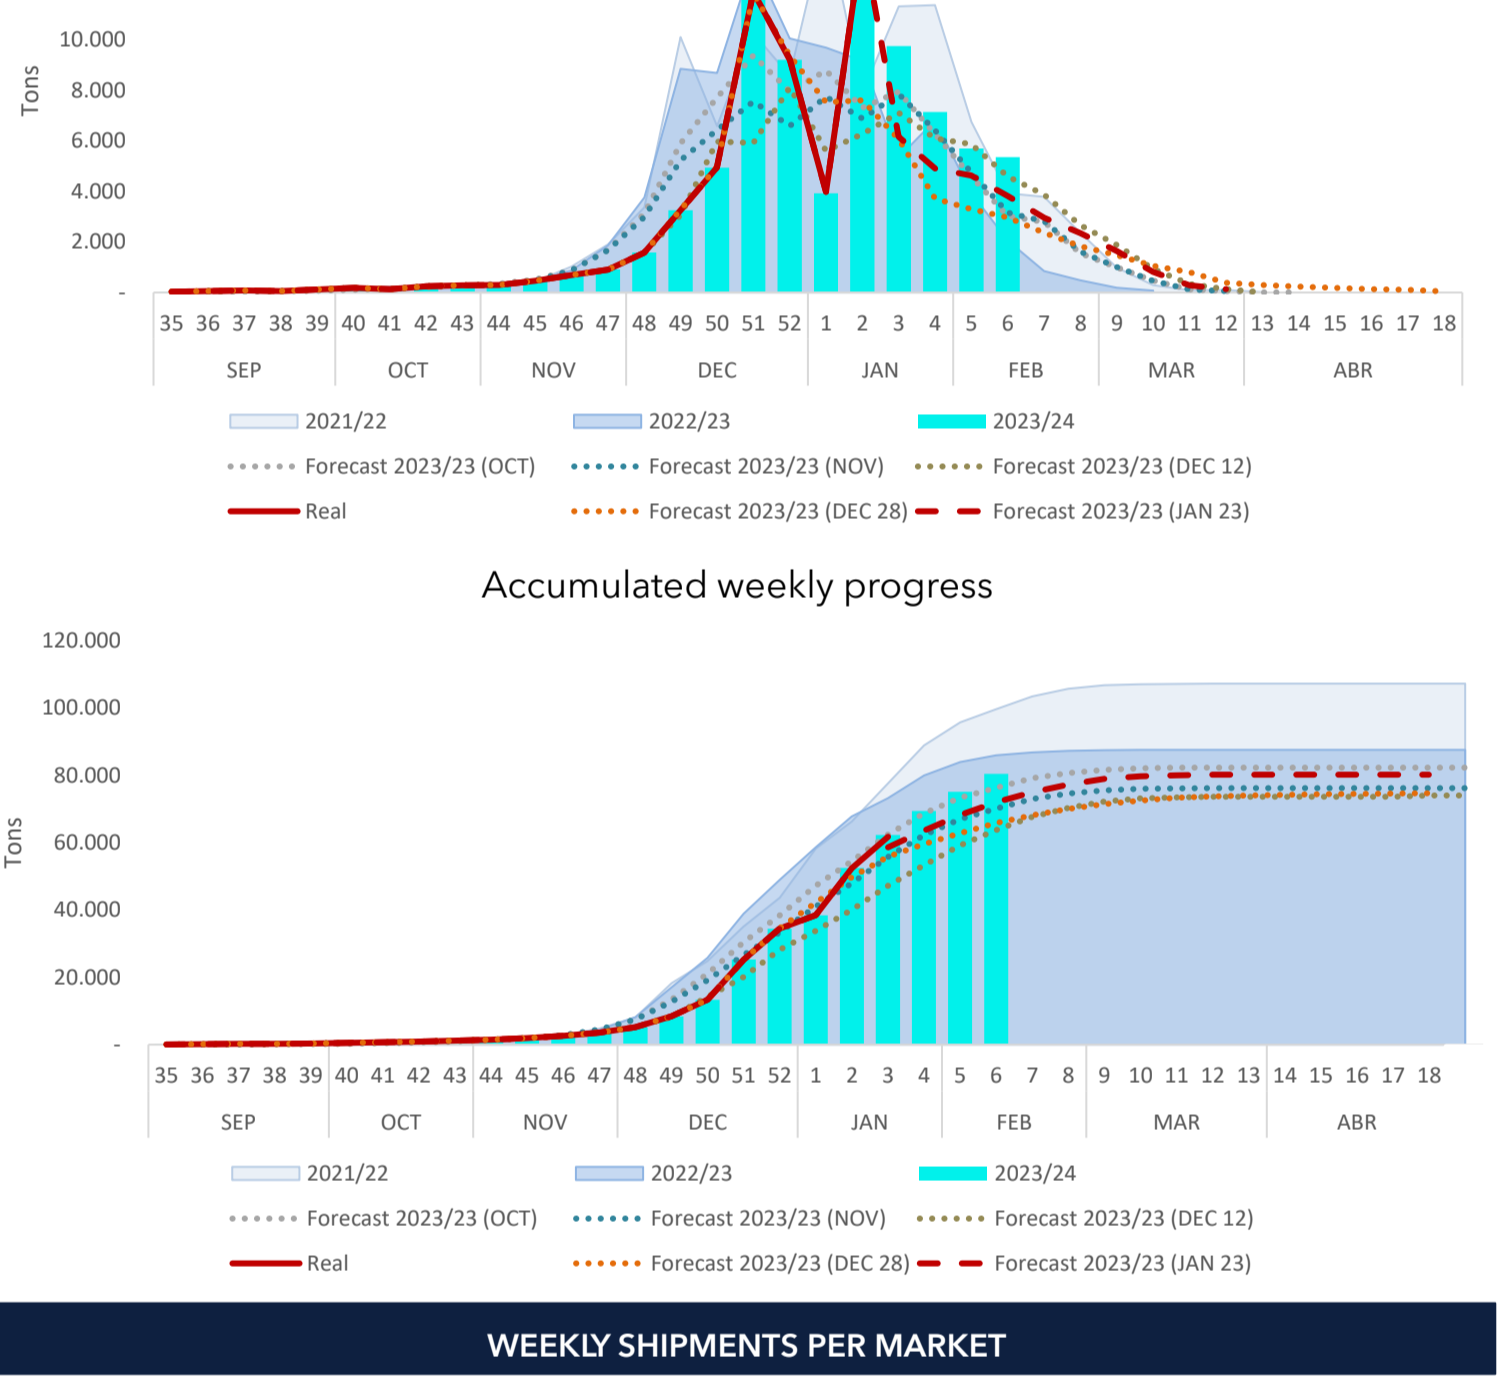 10.000
8.000
6.000
4.000
2.000
-
Tons
35 36 37 38 39 40 41 42 43 44 45 46 47 48 49 50 51 52 1 2 3 4 5 6 7 8 9 10 11 12 13 14 15 16 17 18
SEP OCT NOV DEC JAN FEB MAR ABR
2021/22 2022/23 2023/24
Forecast 2023/23 (OCT) Forecast 2023/23 (NOV) Forecast 2023/23 (DEC 12)
Real Forecast 2023/23 (DEC 28) Forecast 2023/23 (JAN 23)
Accumulated weekly progress
120.000
100.000
80.000
60.000
40.000
20.000
-
Tons
35 36 37 38 39 40 41 42 43 44 45 46 47 48 49 50 51 52 1 2 3 4 5 6 7 8 9 10 11 12 13 14 15 16 17 18
SEP OCT NOV DEC JAN FEB MAR ABR
2021/22 2022/23 2023/24
Forecast 2023/23 (OCT) Forecast 2023/23 (NOV) Forecast 2023/23 (DEC 12)
Real Forecast 2023/23 (DEC 28) Forecast 2023/23 (JAN 23)
WEEKLY SHIPMENTS PER MARKET